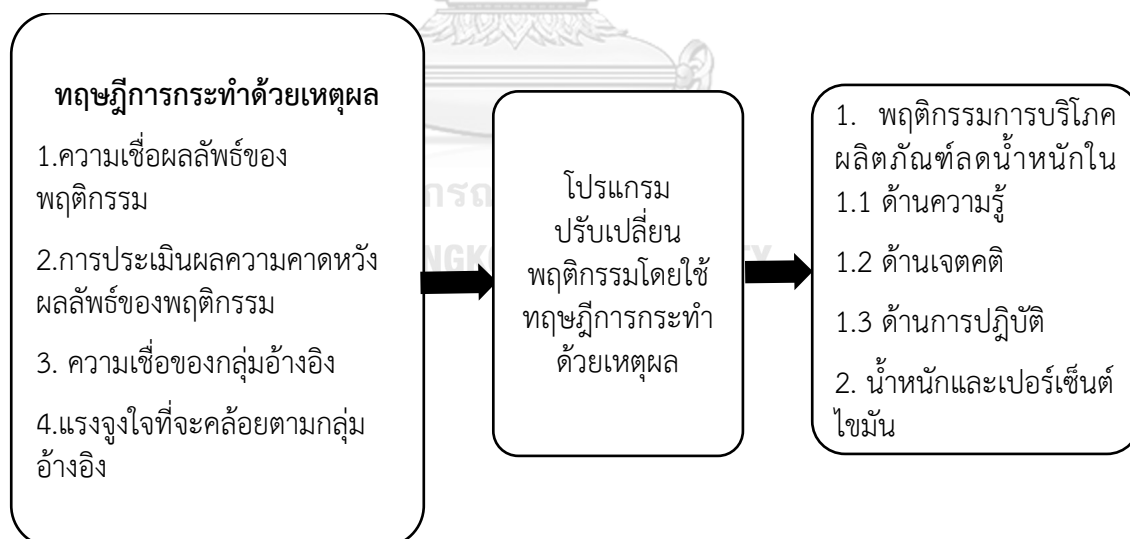 ทฤษฎีการกระทำด้วยเหตุผล
1.ความเชื่อผลลัพธ์ของ
พฤติกรรม
2.การประเมินผลความคาดหวัง
ผลลัพธ์ของพฤติกรรม
3. ความเชื่อของกลุ่มอ้างอิง
4.แรงจูงใจที่จะคล้อยตามกลุ่ม
อ้างอิง
โปรแกรม
ปรับเปลี่ยน
พฤติกรรมโดยใช้
ทฤษฎีการกระทำ
ด้วยเหตุผล
1. พฤติกรรมการบริโภค
ผลิตภัณฑ์ลดน้ำหนักใน
1.1 ด้านความรู้
1.2 ด้านเจตคติ
1.3 ด้านการปฎิบัติ
2. น้ำหนักและเปอร์เซ็นต์
ไขมัน